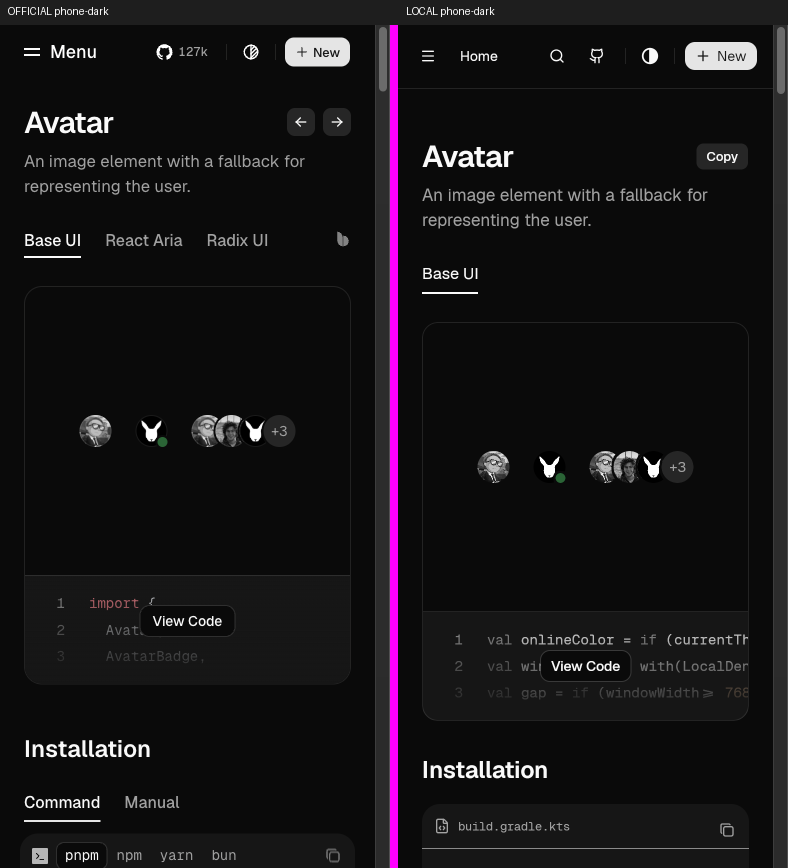 OFFICIAL phone-dark
Menu 127k + New
Avatar
An image element with a fallback for
representing the user.
Base UI React Aria Radix UI
+3
1 import {
2 Avat
View Code
3 AvatarBadge,
Installation
Command Manual
pnpm npm yarn bun
LOCAL phone-dark
Home + New
Avatar Copy
An image element with a fallback for
representing the user.
Base UI
+3
1 val onlineColor = if (currentTh
2 val win with(LocalDen
View Code
3 val gap = if (windowWidth >= 768
Installation
build.gradle.kts